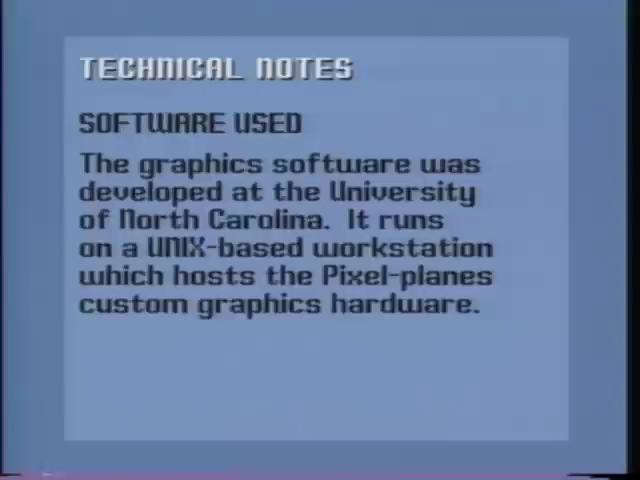 TECHNICAL NOTES
SOFTWARE USED
The graphics software was
developed at the University
of North Carolina. It runs
on a UNIX-based workstation
which hosts the Pixel-planes
custom graphics hardware.